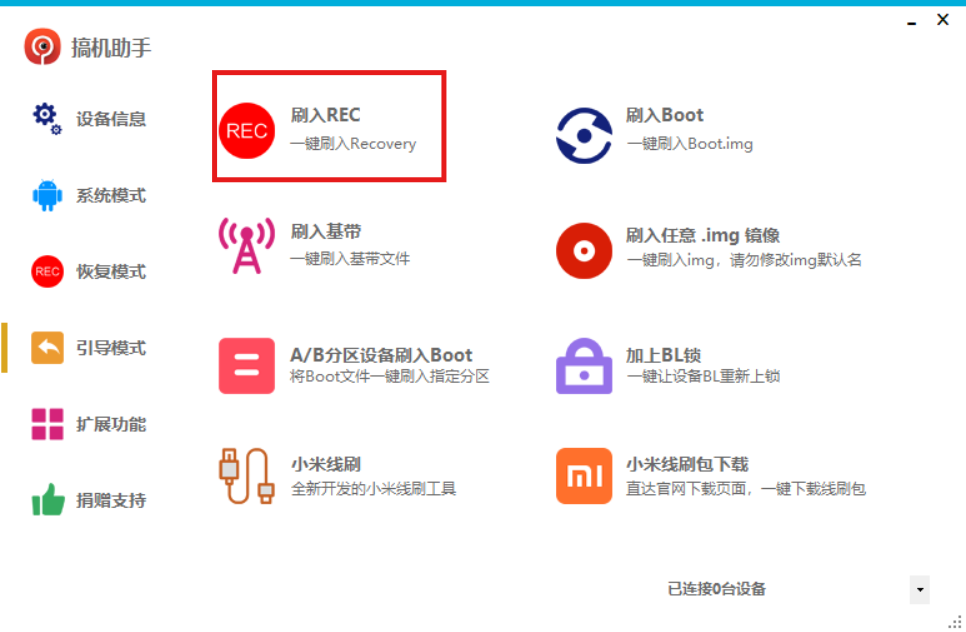 搞机助手
设备信息
系统模式
REC 恢复模式
引导模式
扩展功能
捐赠支持
REC
刷入REC
一键刷入Recovery
刷入Boot
一键刷入Boot.img
刷入基带
一键刷入基带文件
刷入任意 .img 镜像
一键刷入img，请勿修改img默认名
A/B分区设备刷入Boot
将Boot文件一键刷入指定分区
加上BL锁
一键让设备BL重新上锁
小米线刷
全新开发的小米线刷工具
MI
小米线刷包下载
直达官网下载页面，一键下载线刷包
已连接0台设备